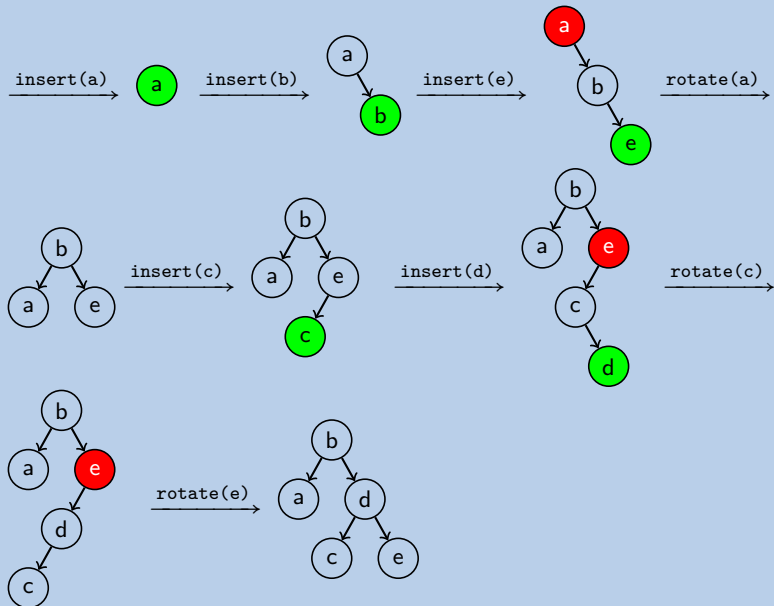 insert(a) a insert(b) a b insert(e) a b e rotate(a)
b a e insert(c) b a e c insert(d) b a e c d rotate(c)
b a e d c rotate(e) b a d c e